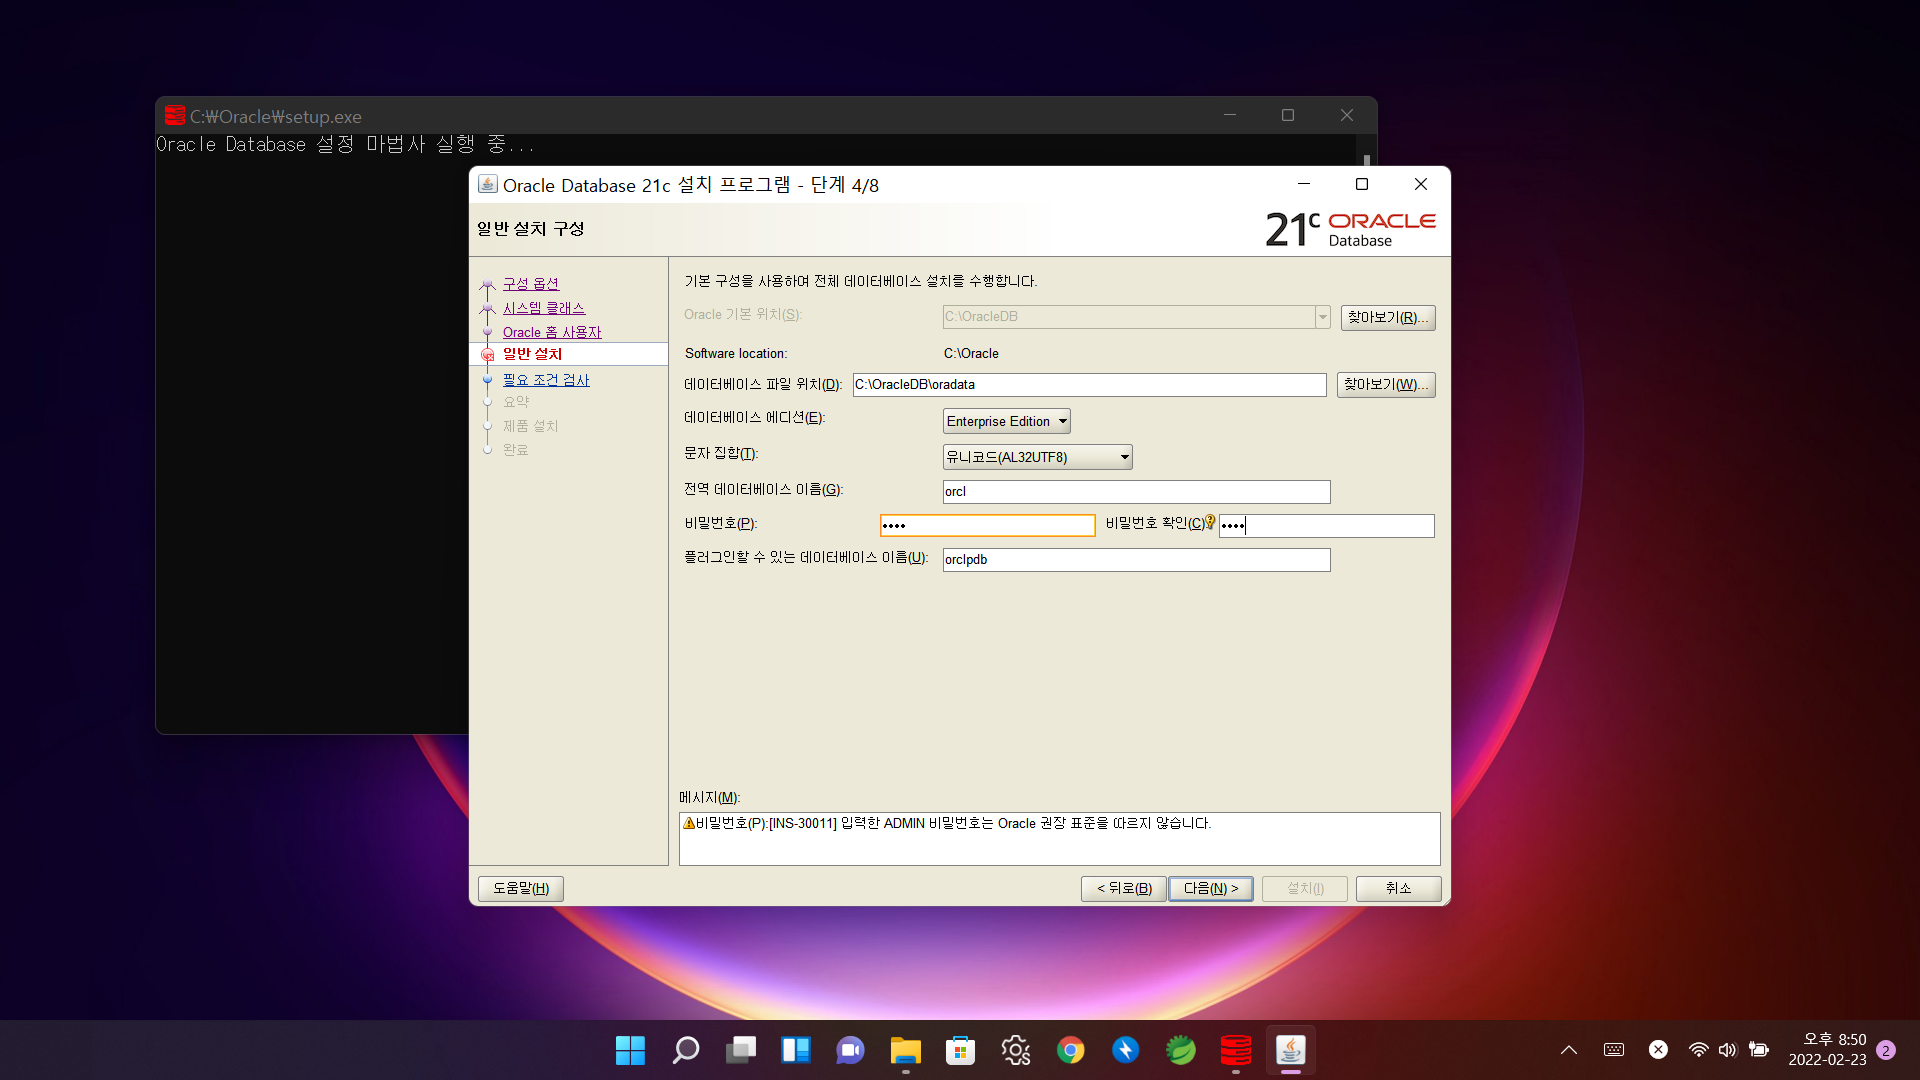 C:₩Oracle₩setup.exe
Oracle Database 설정 마법사 실행 중...
Oracle Database 21c 설치 프로그램 - 단계 4/8
일반 설치 구성
21c ORACLE
Database
구성 옵션
시스템 클래스
Oracle 홈 사용자
일반 설치
필요 조건 검사
요약
제품 설치
완료
기본 구성을 사용하여 전체 데이터베이스 설치를 수행합니다.
Oracle 기본 위치(S): C:\OracleDB 찾아보기(R)...
Software location: C:\Oracle
데이터베이스 파일 위치(D): C:\OracleDB\oradata 찾아보기(W)...
데이터베이스 에디션(E): Enterprise Edition
문자 집합(T): 유니코드(AL32UTF8)
전역 데이터베이스 이름(G): orcl
비밀번호(P): •••• 비밀번호 확인(C): ••••
플러그인할 수 있는 데이터베이스 이름(U): orclpdb
메시지(M):
비밀번호(P):[INS-30011] 입력한 ADMIN 비밀번호는 Oracle 권장 표준을 따르지 않습니다.
도움말(H) < 뒤로(B) 다음(N) > 설치(I) 취소
오후 8:50
2022-02-23 2